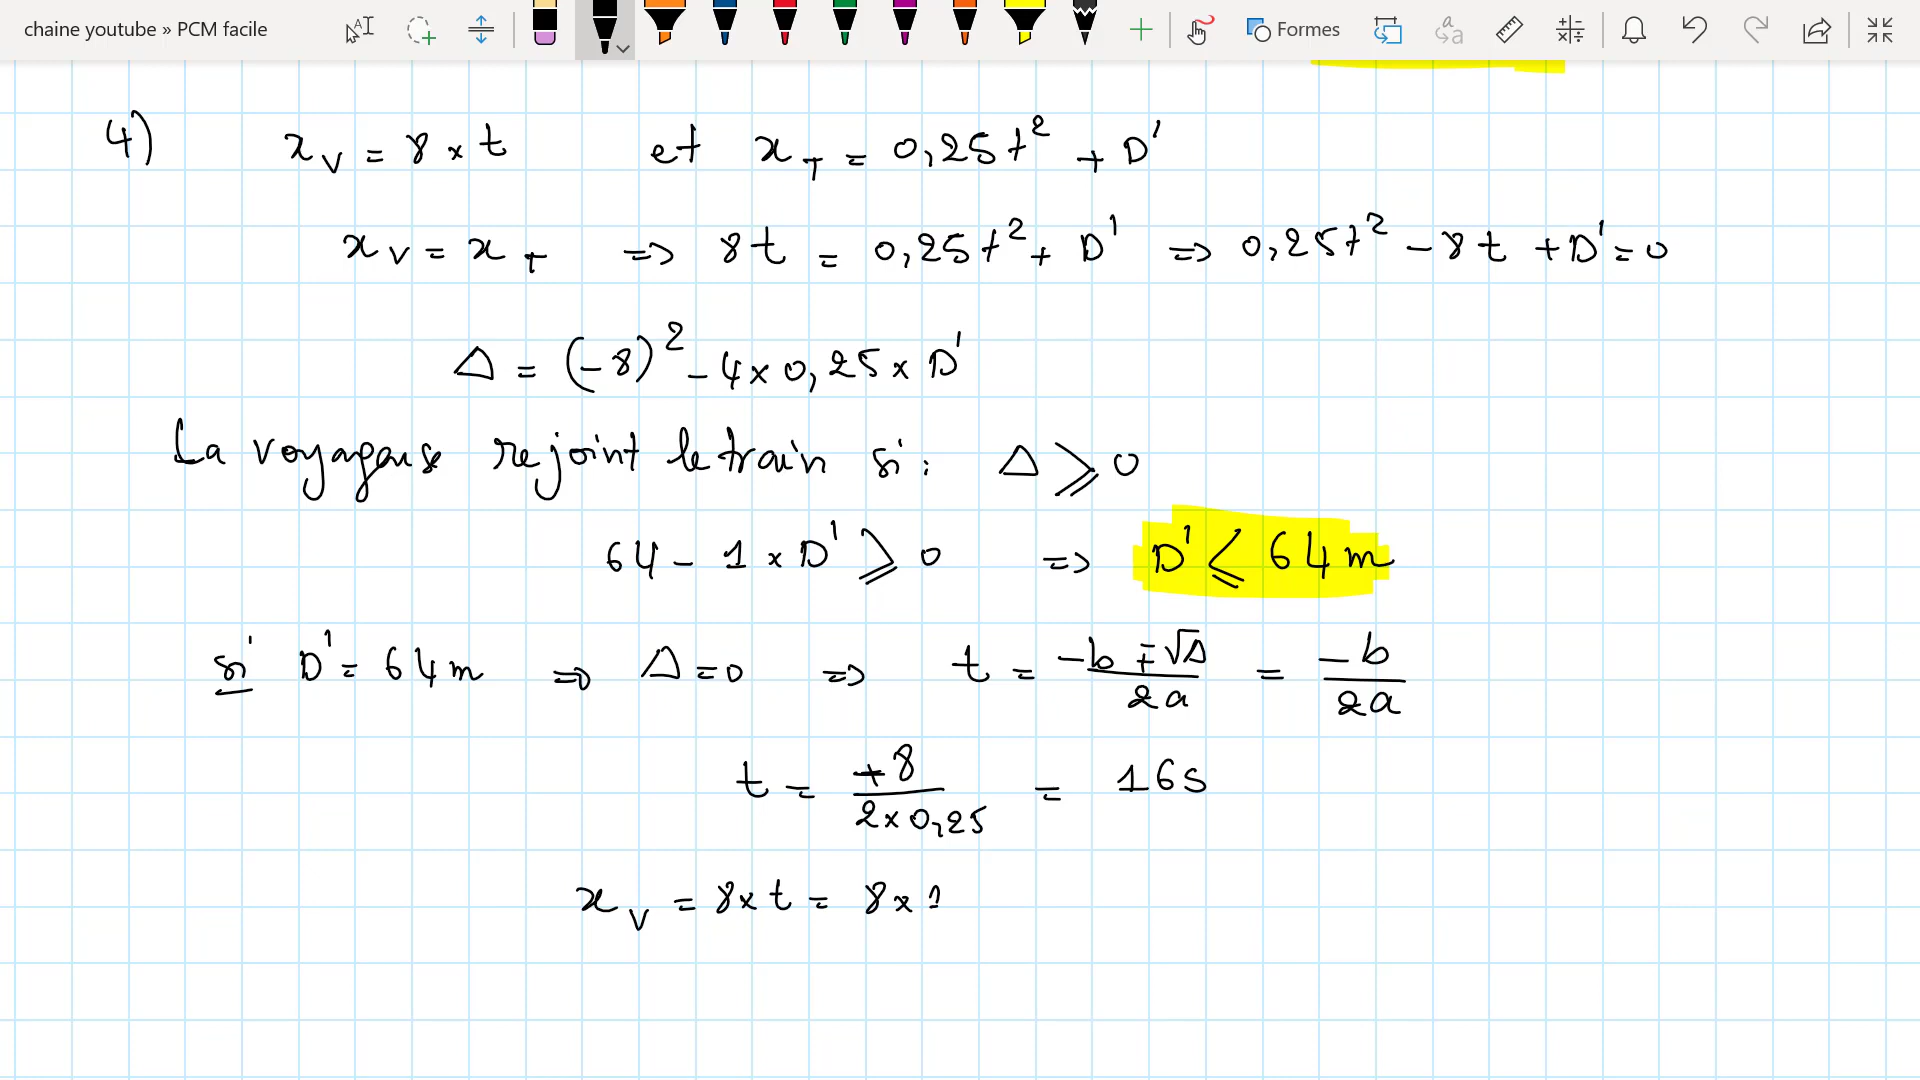 chaine youtube » PCM facile
Formes
4) x_V = 8 × t et x_T = 0,25t² + D'
x_V = x_T => 8t = 0,25t² + D' => 0,25t² - 8t + D' = 0
Δ = (-8)² - 4 × 0,25 × D'
La voyageuse rejoint le train si : Δ ⩾ 0
64 - 1 × D' ⩾ 0 => D' ⩽ 64 m
si D' = 64 m => Δ = 0 => t = (-b ∓ √Δ)/2a = -b/2a
t = +8/(2 × 0,25) = 16s
x_V = 8 × t = 8 × 1